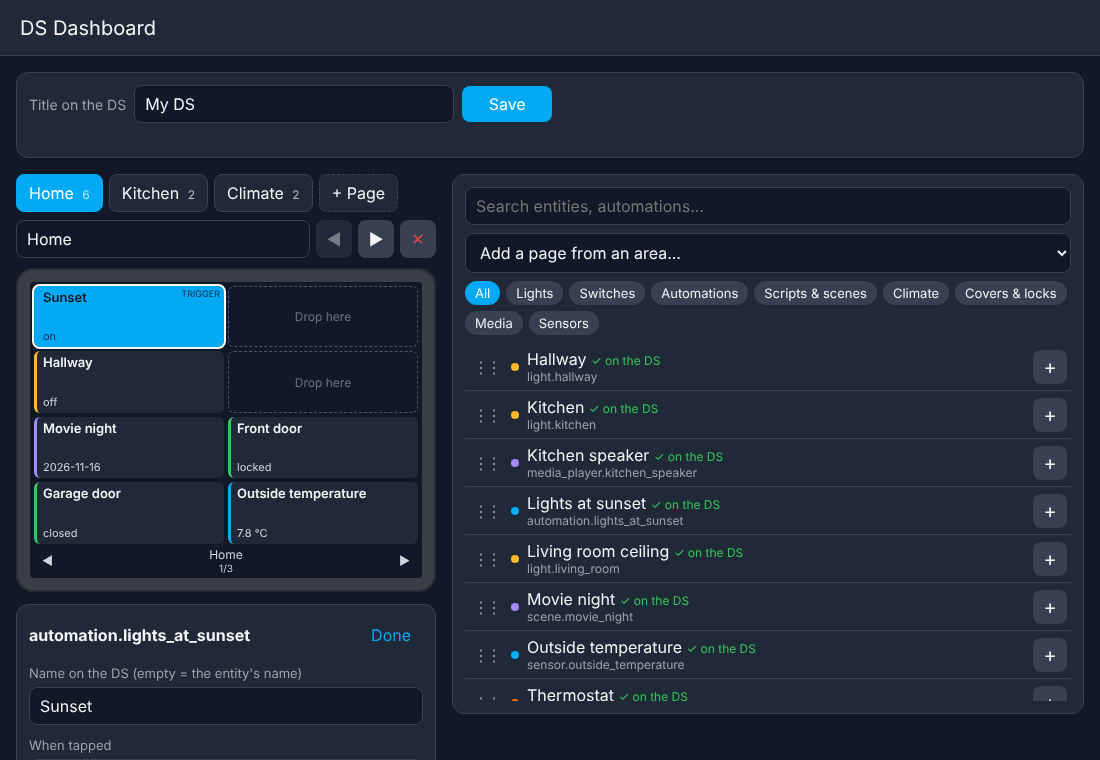 DS Dashboard
Title on the DS
My DS
Save
Home 6
Kitchen 2
Climate 2
+ Page
Home
Sunset
TRIGGER
on
Drop here
Hallway
off
Drop here
Movie night
2026-11-16
Front door
locked
Garage door
closed
Outside temperature
7.8 °C
Home
1/3
automation.lights_at_sunset
Done
Name on the DS (empty = the entity's name)
Sunset
When tapped
Search entities, automations...
Add a page from an area...
All
Lights
Switches
Automations
Scripts & scenes
Climate
Covers & locks
Media
Sensors
Hallway ✓ on the DS
light.hallway
Kitchen ✓ on the DS
light.kitchen
Kitchen speaker ✓ on the DS
media_player.kitchen_speaker
Lights at sunset ✓ on the DS
automation.lights_at_sunset
Living room ceiling ✓ on the DS
light.living_room
Movie night ✓ on the DS
scene.movie_night
Outside temperature ✓ on the DS
sensor.outside_temperature
Thermostat ✓ on the DS